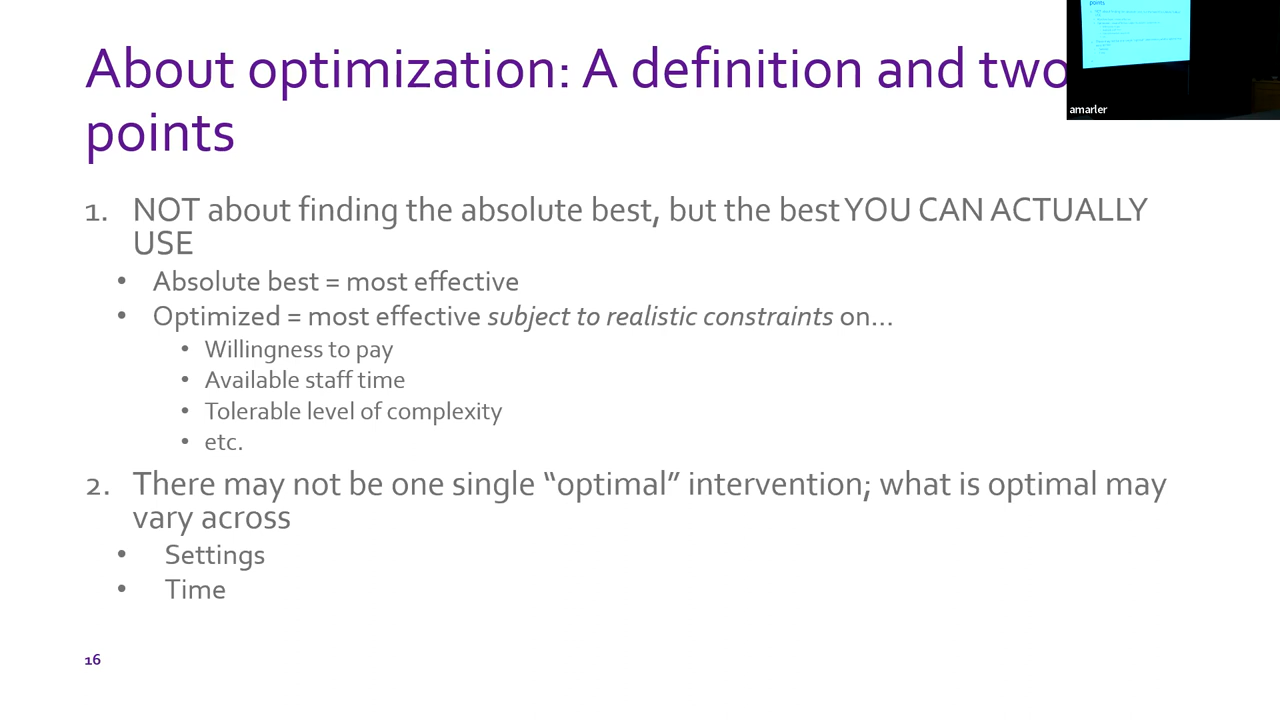 About optimization: A definition and two
points
1. NOT about finding the absolute best, but the best YOU CAN ACTUALLY
USE
• Absolute best = most effective
• Optimized = most effective subject to realistic constraints on…
• Willingness to pay
• Available staff time
• Tolerable level of complexity
• etc.
2. There may not be one single “optimal” intervention; what is optimal may
vary across
• Settings
• Time
16
points
amarler